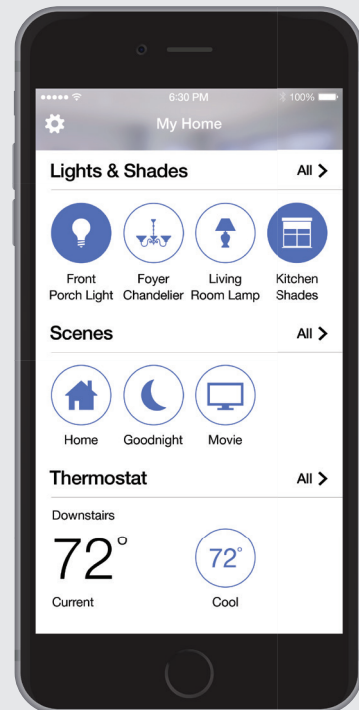 6:30 PM 100%
My Home
Lights & Shades All >
Front Foyer Living Kitchen
Porch Light Chandelier Room Lamp Shades
Scenes All >
Home Goodnight Movie
Thermostat All >
Downstairs
72° 72°
Current Cool